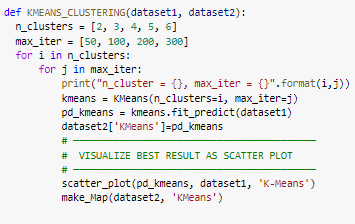 def KMEANS_CLUSTERING(dataset1, dataset2):
  n_clusters = [2, 3, 4, 5, 6]
  max_iter = [50, 100, 200, 300]
  for i in n_clusters:
      for j in max_iter:
          print("n_cluster = {}, max_iter = {}".format(i,j))
          kmeans = KMeans(n_clusters=i, max_iter=j)
          pd_kmeans = kmeans.fit_predict(dataset1)
          dataset2['KMeans']=pd_kmeans
          # ──────────────────────────────────────────
          #  VISUALIZE BEST RESULT AS SCATTER PLOT
          # ──────────────────────────────────────────
          scatter_plot(pd_kmeans, dataset1, 'K-Means')
          make_Map(dataset2, 'KMeans')